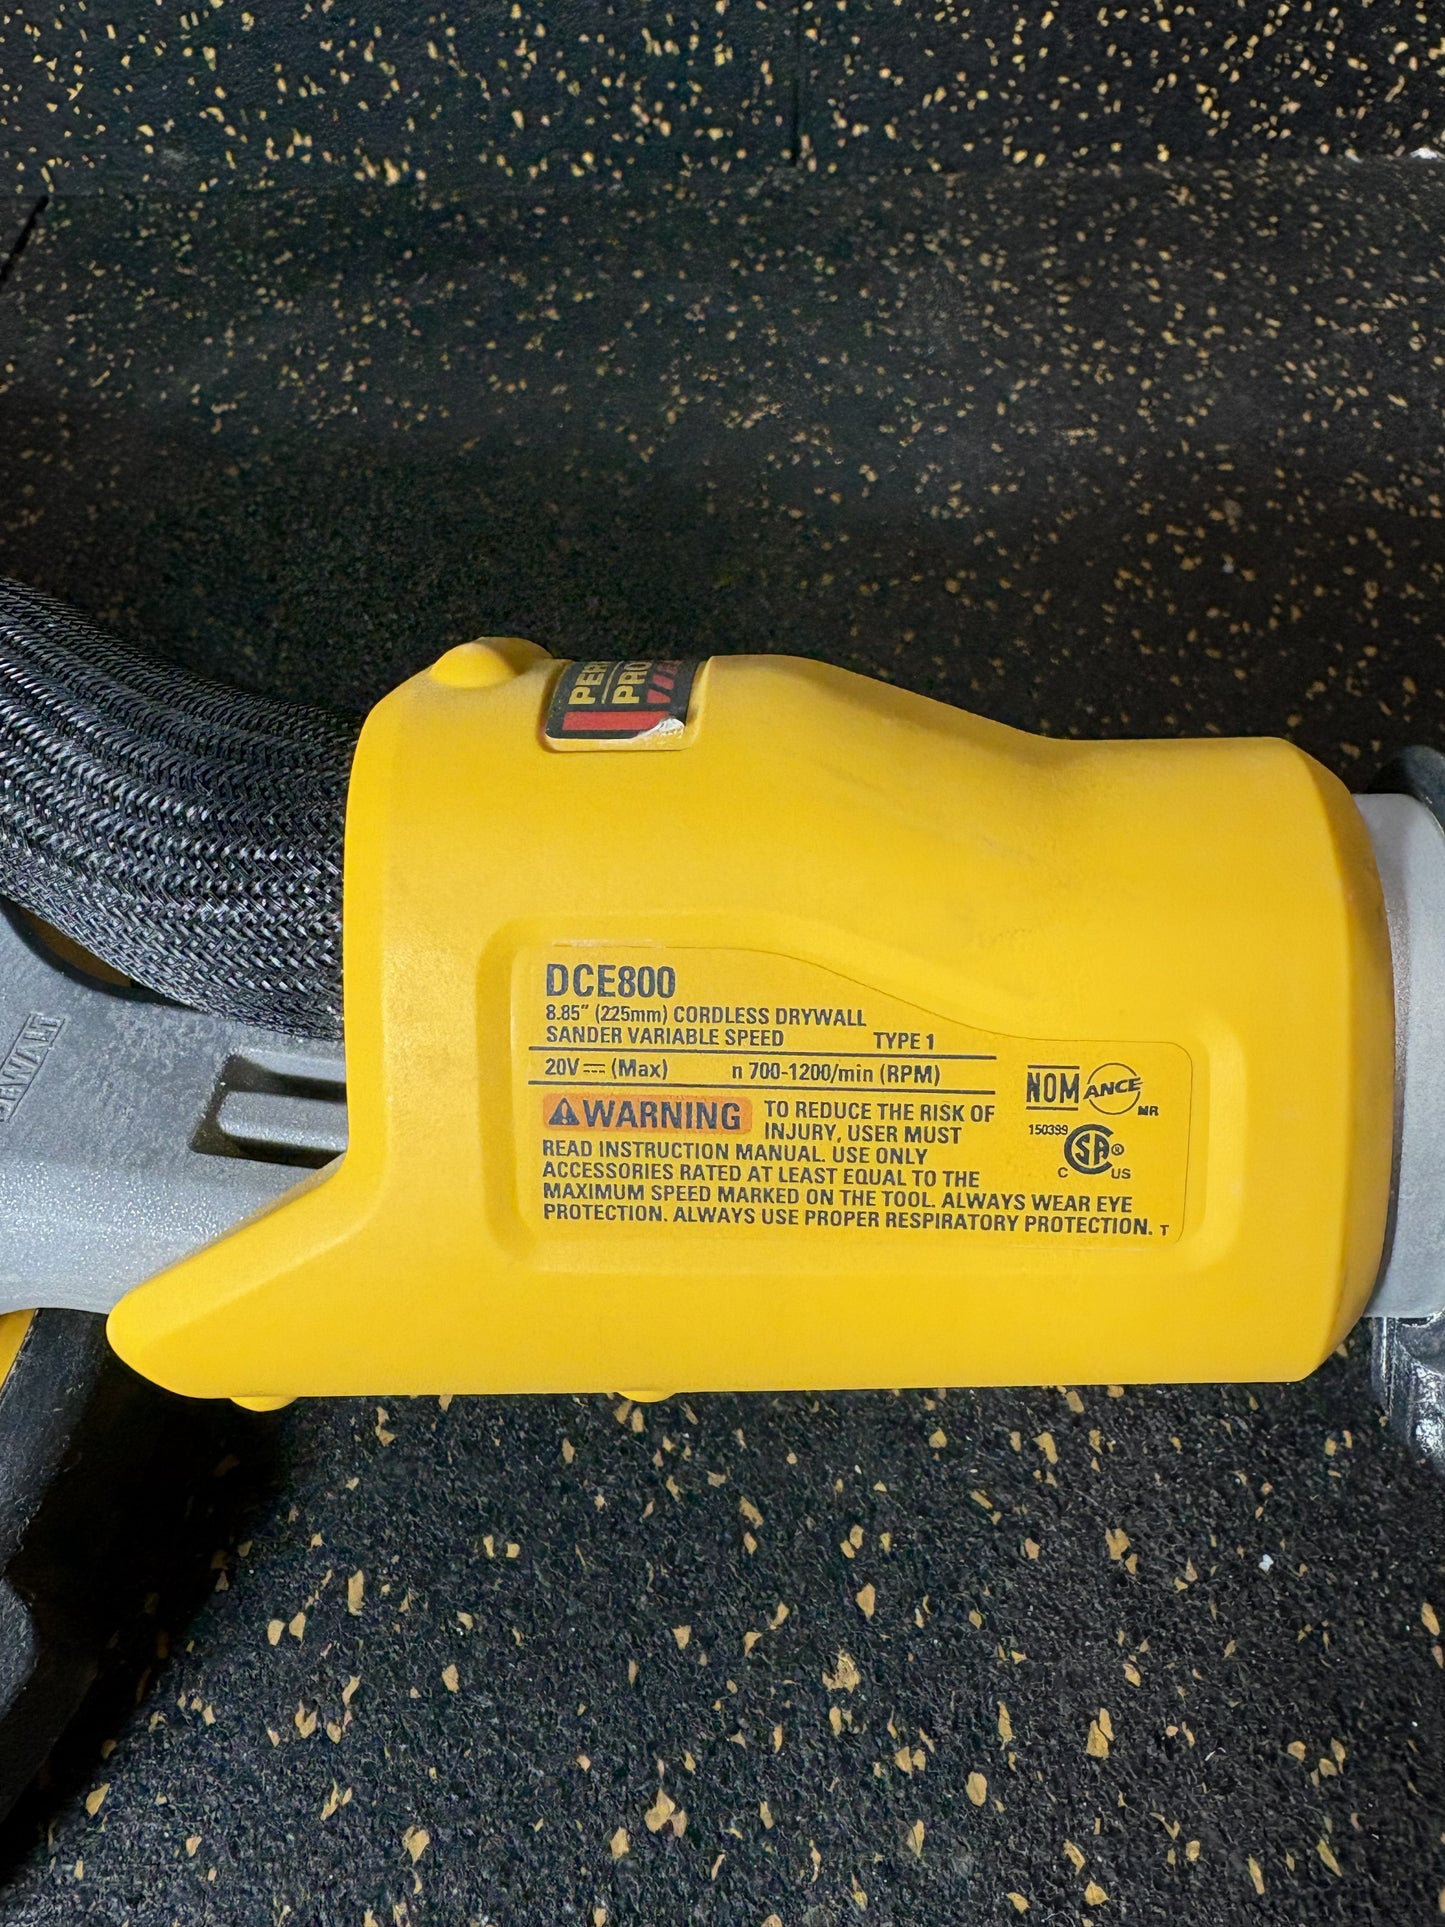 PRO
DCE800
8.85" (225mm) CORDLESS DRYWALL
SANDER VARIABLE SPEED TYPE 1
20V ⎓ (Max) n 700-1200/min (RPM)
⚠WARNING TO REDUCE THE RISK OF
INJURY, USER MUST
READ INSTRUCTION MANUAL. USE ONLY
ACCESSORIES RATED AT LEAST EQUAL TO THE
MAXIMUM SPEED MARKED ON THE TOOL. ALWAYS WEAR EYE
PROTECTION. ALWAYS USE PROPER RESPIRATORY PROTECTION. T
NOM ANCE MR
150399
CSA®
C US